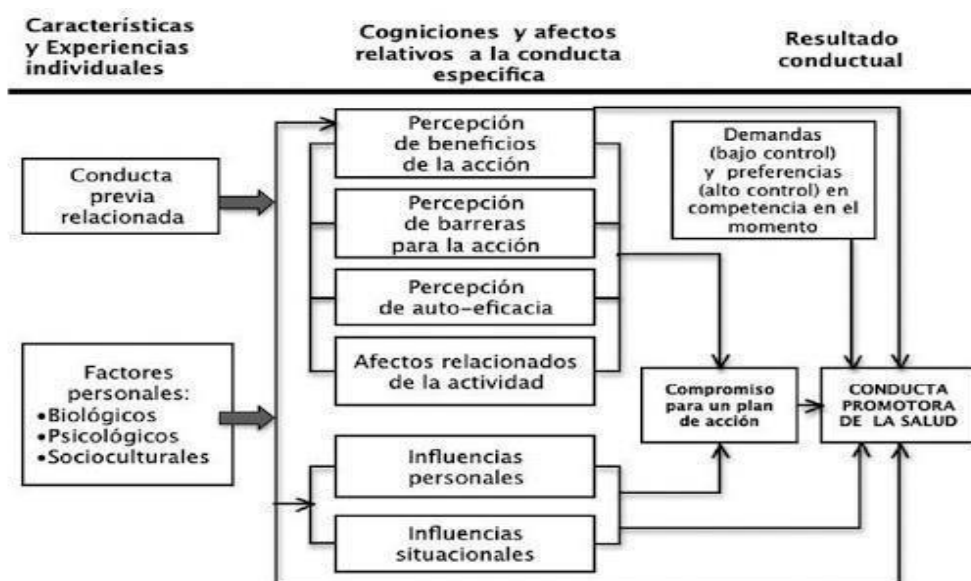 Características
y Experiencias
individuales
Cogniciones y afectos
relativos a la conducta
especifica
Resultado
conductual
Conducta
previa
relacionada
Factores
personales:
•Biológicos
•Psicológicos
•Socioculturales
Percepción
de beneficios
de la acción
Percepción
de barreras
para la acción
Percepción
de auto-eficacia
Afectos relacionados
de la actividad
Influencias
personales
Influencias
situacionales
Demandas
(bajo control)
y preferencias
(alto control) en
competencia en el
momento
Compromiso
para un plan
de acción
CONDUCTA
PROMOTORA
DE LA SALUD